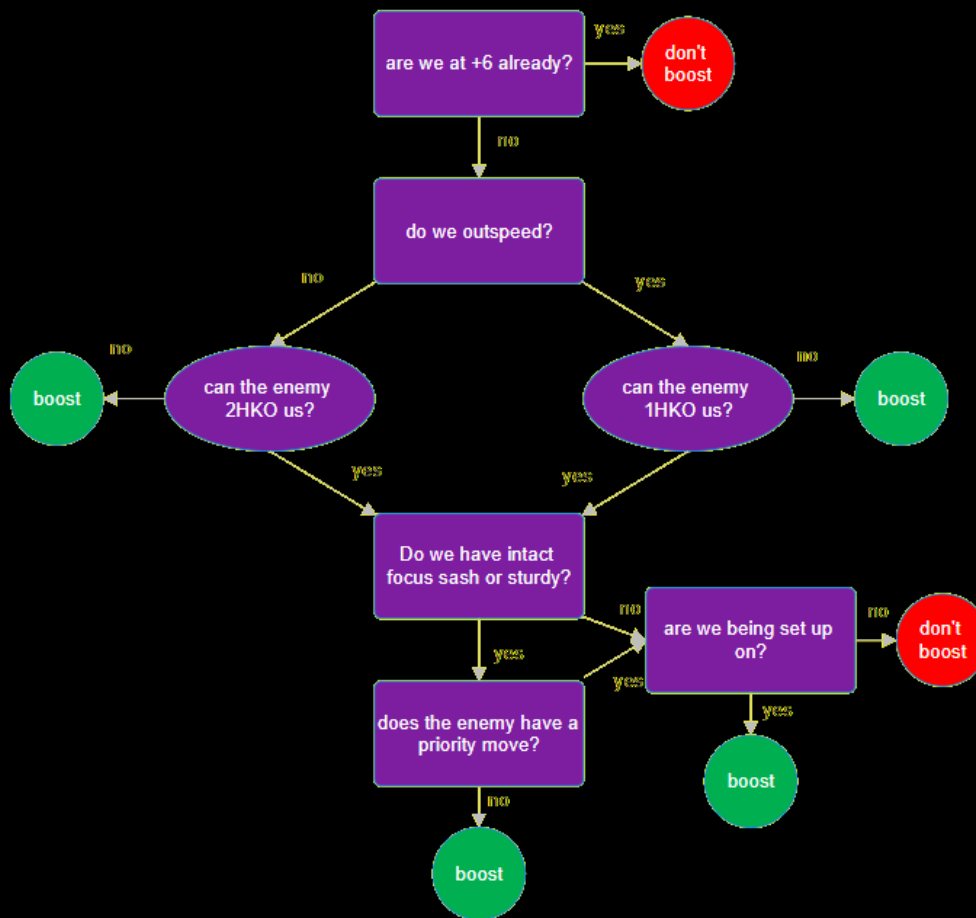 are we at +6 already?
yes
don't
boost
no
do we outspeed?
no
yes
no
boost
can the enemy
2HKO us?
can the enemy
1HKO us?
no
boost
yes
yes
Do we have intact
focus sash or sturdy?
no
are we being set up
on?
no
don't
boost
yes
yes
does the enemy have a
priority move?
yes
boost
no
boost